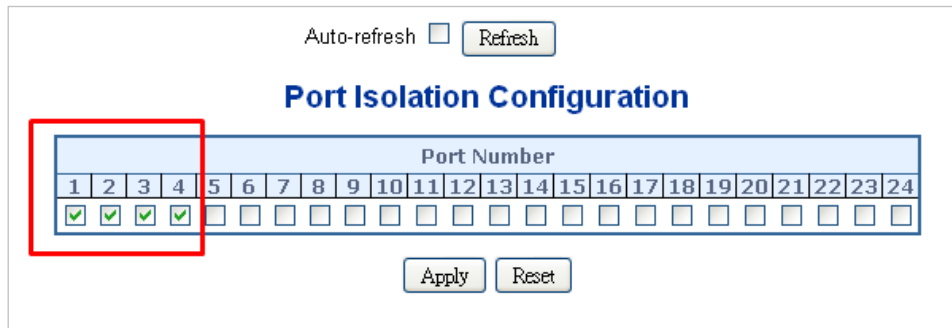 Auto-refresh Refresh
Port Isolation Configuration
Port Number
1 2 3 4 5 6 7 8 9 10 11 12 13 14 15 16 17 18 19 20 21 22 23 24
Apply Reset